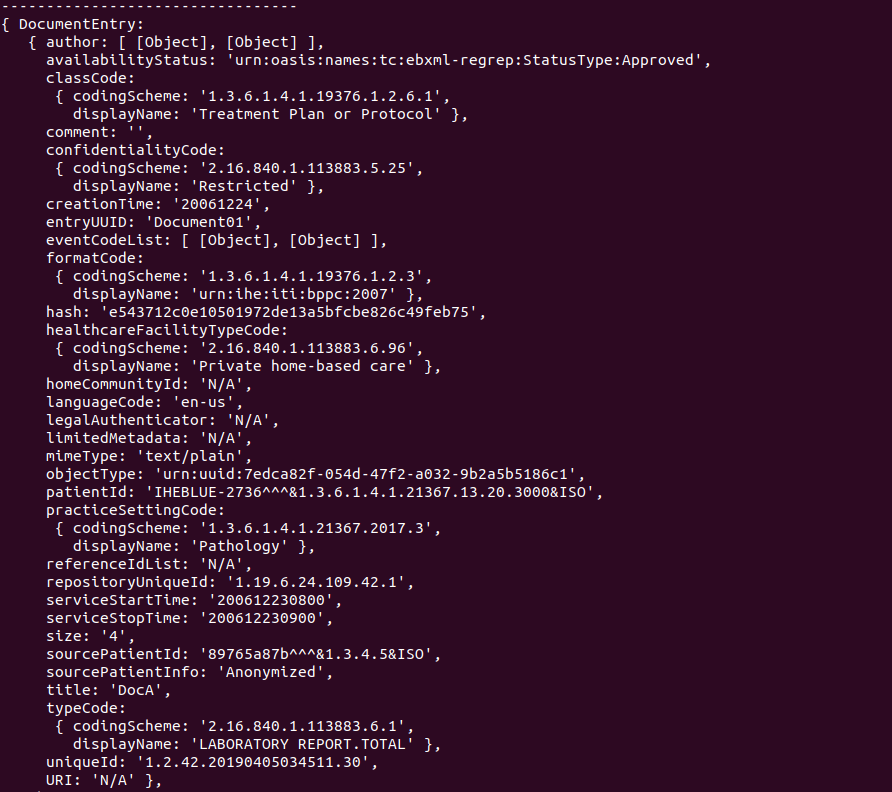 ---------------------------------
{ DocumentEntry:
   { author: [ [Object], [Object] ],
     availabilityStatus: 'urn:oasis:names:tc:ebxml-regrep:StatusType:Approved',
     classCode:
      { codingScheme: '1.3.6.1.4.1.19376.1.2.6.1',
        displayName: 'Treatment Plan or Protocol' },
     comment: '',
     confidentialityCode:
      { codingScheme: '2.16.840.1.113883.5.25',
        displayName: 'Restricted' },
     creationTime: '20061224',
     entryUUID: 'Document01',
     eventCodeList: [ [Object], [Object] ],
     formatCode:
      { codingScheme: '1.3.6.1.4.1.19376.1.2.3',
        displayName: 'urn:ihe:iti:bppc:2007' },
     hash: 'e543712c0e10501972de13a5bfcbe826c49feb75',
     healthcareFacilityTypeCode:
      { codingScheme: '2.16.840.1.113883.6.96',
        displayName: 'Private home-based care' },
     homeCommunityId: 'N/A',
     languageCode: 'en-us',
     legalAuthenticator: 'N/A',
     limitedMetadata: 'N/A',
     mimeType: 'text/plain',
     objectType: 'urn:uuid:7edca82f-054d-47f2-a032-9b2a5b5186c1',
     patientId: 'IHEBLUE-2736^^^&1.3.6.1.4.1.21367.13.20.3000&ISO',
     practiceSettingCode:
      { codingScheme: '1.3.6.1.4.1.21367.2017.3',
        displayName: 'Pathology' },
     referenceIdList: 'N/A',
     repositoryUniqueId: '1.19.6.24.109.42.1',
     serviceStartTime: '200612230800',
     serviceStopTime: '200612230900',
     size: '4',
     sourcePatientId: '89765a87b^^^&1.3.4.5&ISO',
     sourcePatientInfo: 'Anonymized',
     title: 'DocA',
     typeCode:
      { codingScheme: '2.16.840.1.113883.6.1',
        displayName: 'LABORATORY REPORT.TOTAL' },
     uniqueId: '1.2.42.20190405034511.30',
     URI: 'N/A' },